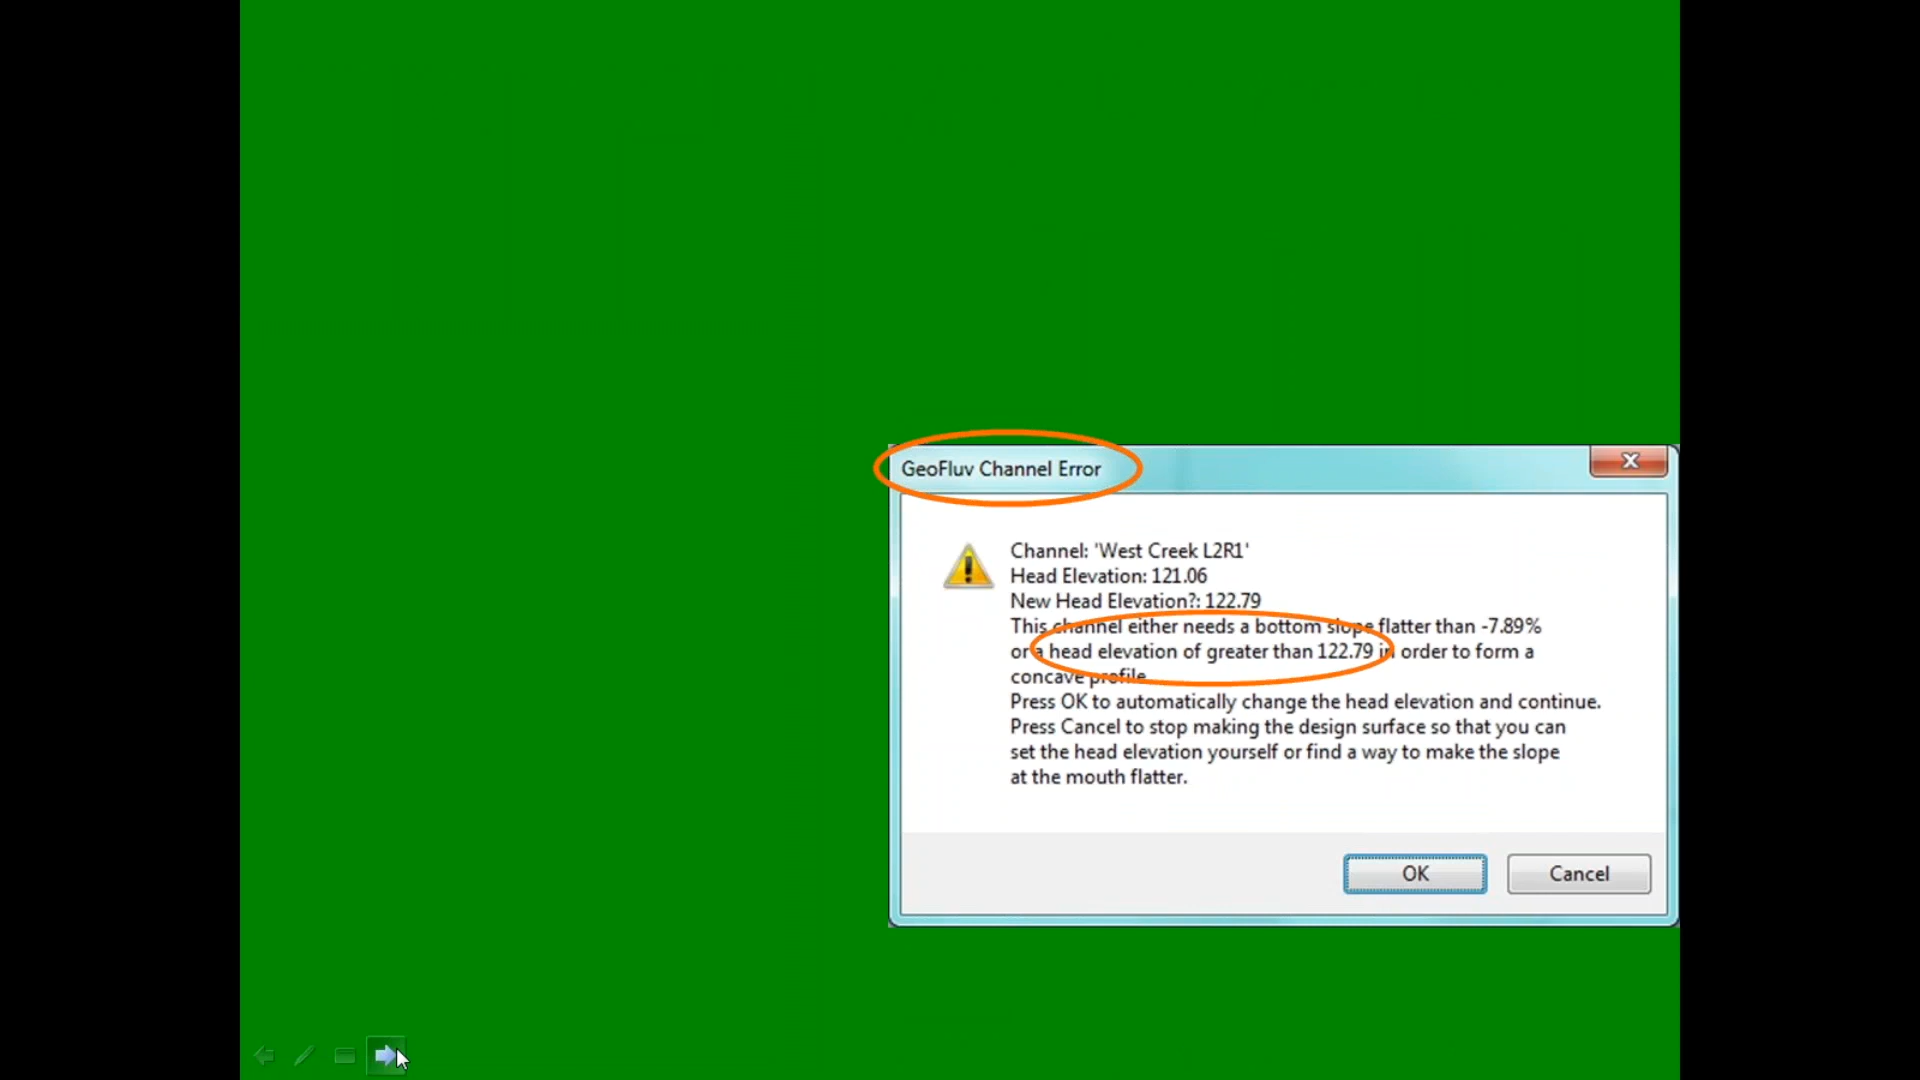 GeoFluv Channel Error
Channel: 'West Creek L2R1'
Head Elevation: 121.06
New Head Elevation?: 122.79
This channel either needs a bottom slope flatter than -7.89%
or a head elevation of greater than 122.79 in order to form a
concave profile.
Press OK to automatically change the head elevation and continue.
Press Cancel to stop making the design surface so that you can
set the head elevation yourself or find a way to make the slope
at the mouth flatter.
OK
Cancel